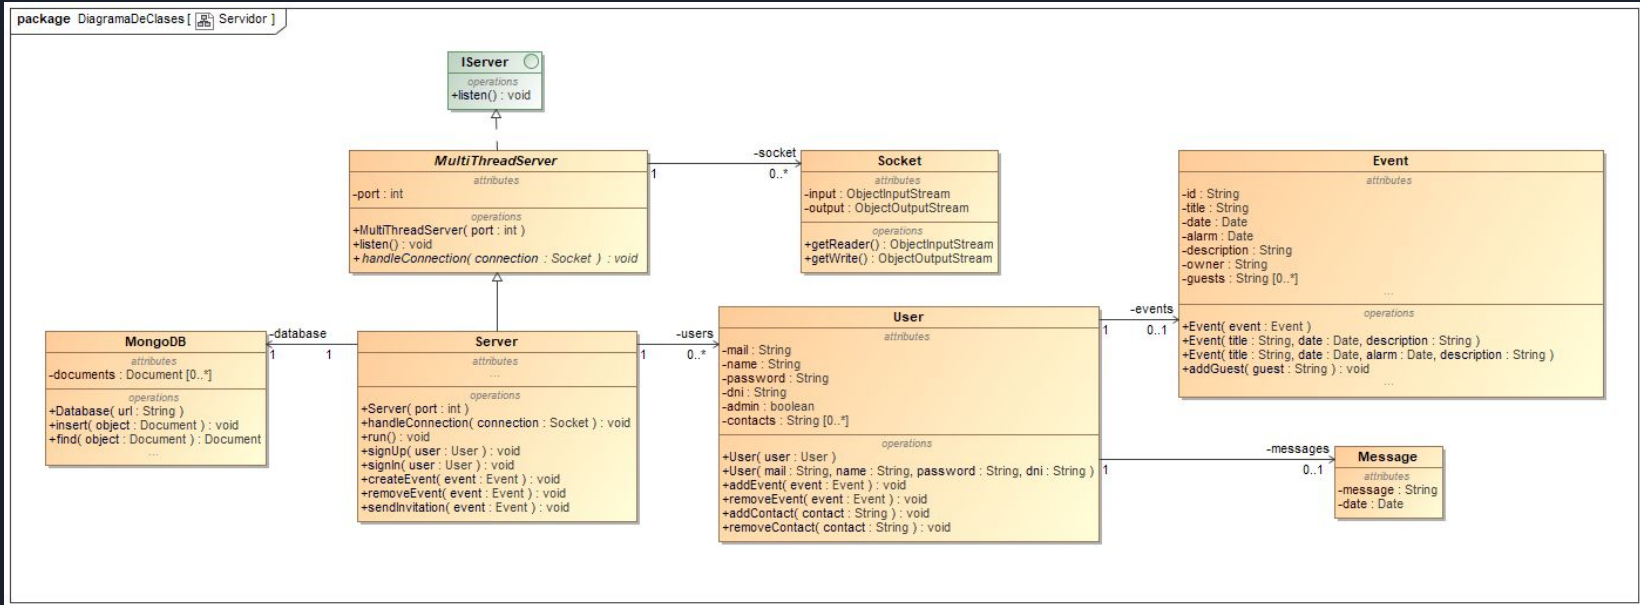 package DiagramaDeClases [ Servidor ]
IServer
operations
+listen() : void
MultiThreadServer
attributes
-port : int
operations
+MultiThreadServer( port : int )
+listen() : void
+handleConnection( connection : Socket ) : void
-socket
1
0..*
Socket
attributes
-input : ObjectInputStream
-output : ObjectOutputStream
operations
+getReader() : ObjectInputStream
+getWrite() : ObjectOutputStream
Event
attributes
-id : String
-title : String
-date : Date
-alarm : Date
-description : String
-owner : String
-guests : String [0..*]
...
operations
+Event( event : Event )
+Event( title : String, date : Date, description : String )
+Event( title : String, date : Date, alarm : Date, description : String )
+addGuest( guest : String ) : void
...
MongoDB
attributes
-documents : Document [0..*]
operations
+Database( url : String )
+insert( object : Document ) : void
+find( object : Document ) : Document
...
-database
1
1
Server
attributes
...
operations
+Server( port : int )
+handleConnection( connection : Socket ) : void
+run() : void
+signUp( user : User ) : void
+signIn( user : User ) : void
+createEvent( event : Event ) : void
+removeEvent( event : Event ) : void
+sendInvitation( event : Event ) : void
-users
1
0..*
User
attributes
-mail : String
-name : String
-password : String
-dni : String
-admin : boolean
-contacts : String [0..*]
operations
+User( user : User )
+User( mail : String, name : String, password : String, dni : String )
+addEvent( event : Event ) : void
+removeEvent( event : Event ) : void
+addContact( contact : String ) : void
+removeContact( contact : String ) : void
-events
1
0..1
-messages
1
0..1
Message
attributes
-message : String
-date : Date